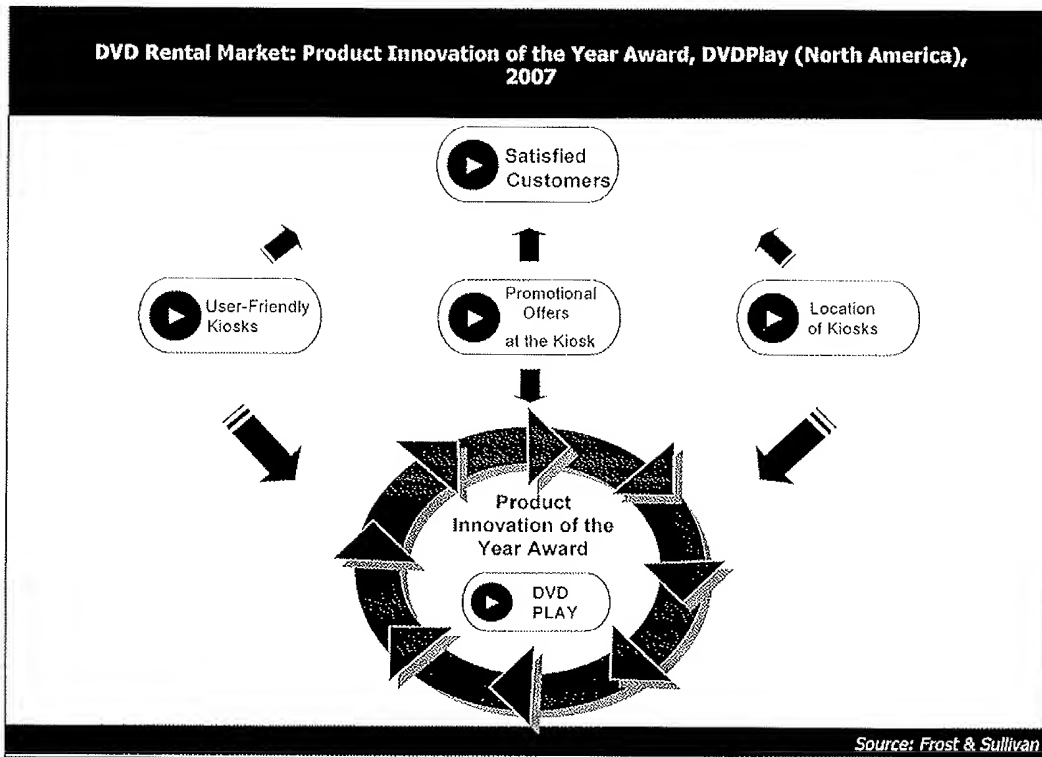 DVD Rental Market: Product Innovation of the Year Award, DVDPlay (North America),
2007
Satisfied
Customers
User-Friendly
Kiosks
Promotional
Offers
at the Kiosk
Location
of Kiosks
Product
Innovation of the
Year Award
DVD
PLAY
Source: Frost & Sullivan